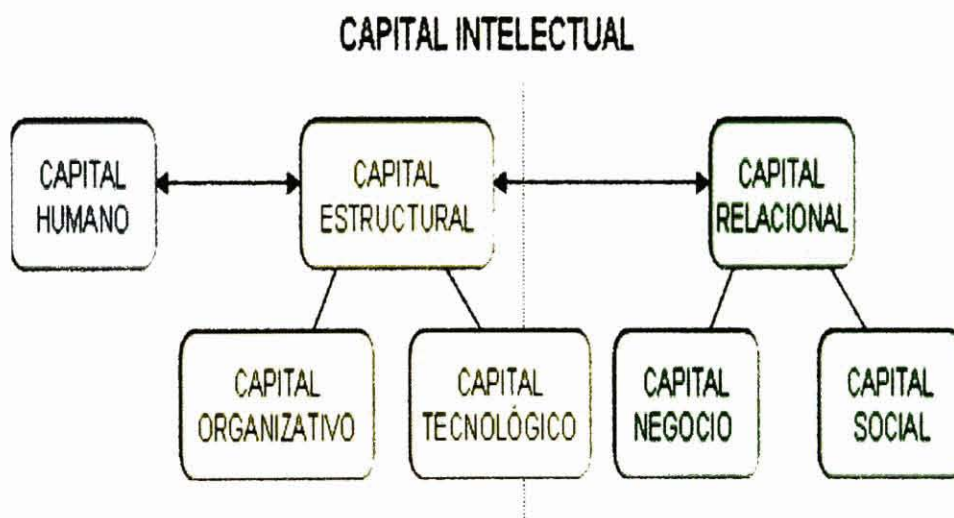 CAPITAL INTELECTUAL
CAPITAL
HUMANO
CAPITAL
ESTRUCTURAL
CAPITAL
RELACIONAL
CAPITAL
ORGANIZATIVO
CAPITAL
TECNOLÓGICO
CAPITAL
NEGOCIO
CAPITAL
SOCIAL